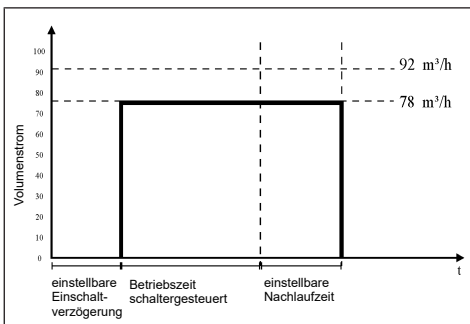 100
90
80
70
60
50
40
30
20
10
0
Volumenstrom
92 m³/h
78 m³/h
t
einstellbare
Einschalt-
verzögerung
Betriebszeit
schaltergesteuert
einstellbare
Nachlaufzeit